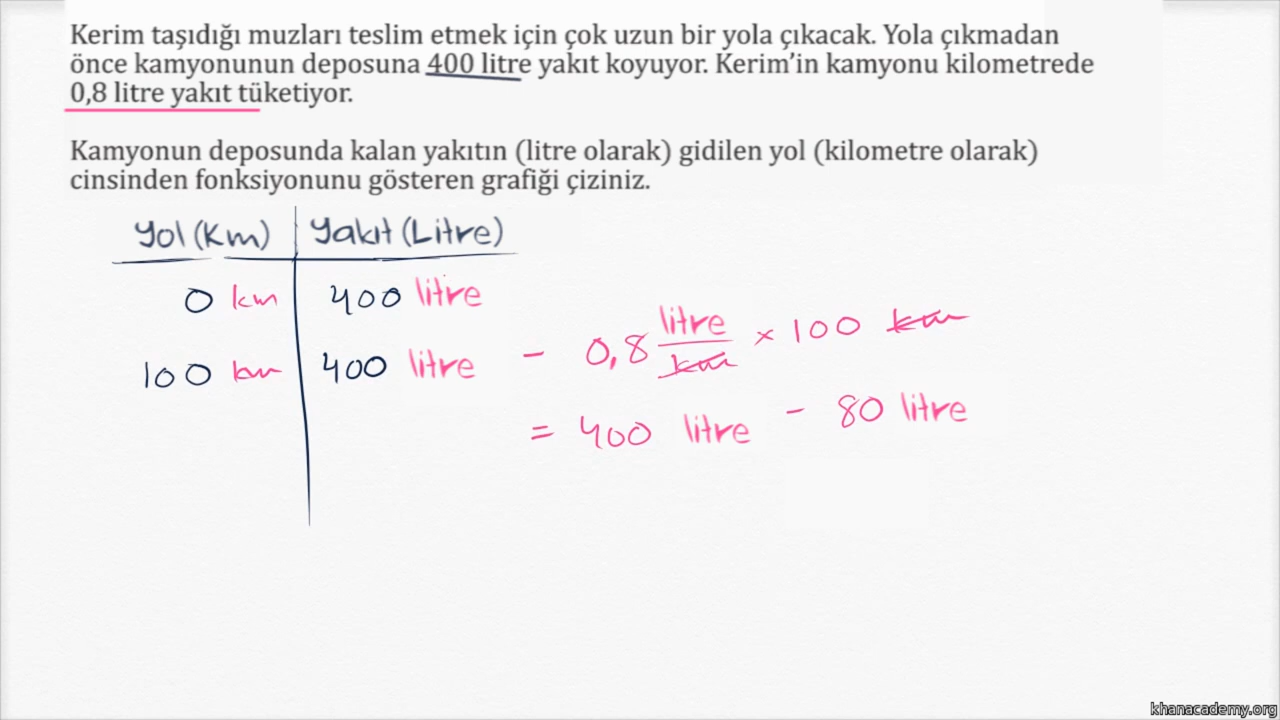 Kerim taşıdığı muzları teslim etmek için çok uzun bir yola çıkacak. Yola çıkmadan
önce kamyonunun deposuna 400 litre yakıt koyuyor. Kerim'in kamyonu kilometrede
0,8 litre yakıt tüketiyor.
Kamyonun deposunda kalan yakıtın (litre olarak) gidilen yol (kilometre olarak)
cinsinden fonksiyonunu gösteren grafiği çiziniz.
Yol (Km) Yakıt (Litre)
0 km 400 litre
100 km 400 litre - 0,8 litre/km × 100 km
= 400 litre - 80 litre
khanacademy.org